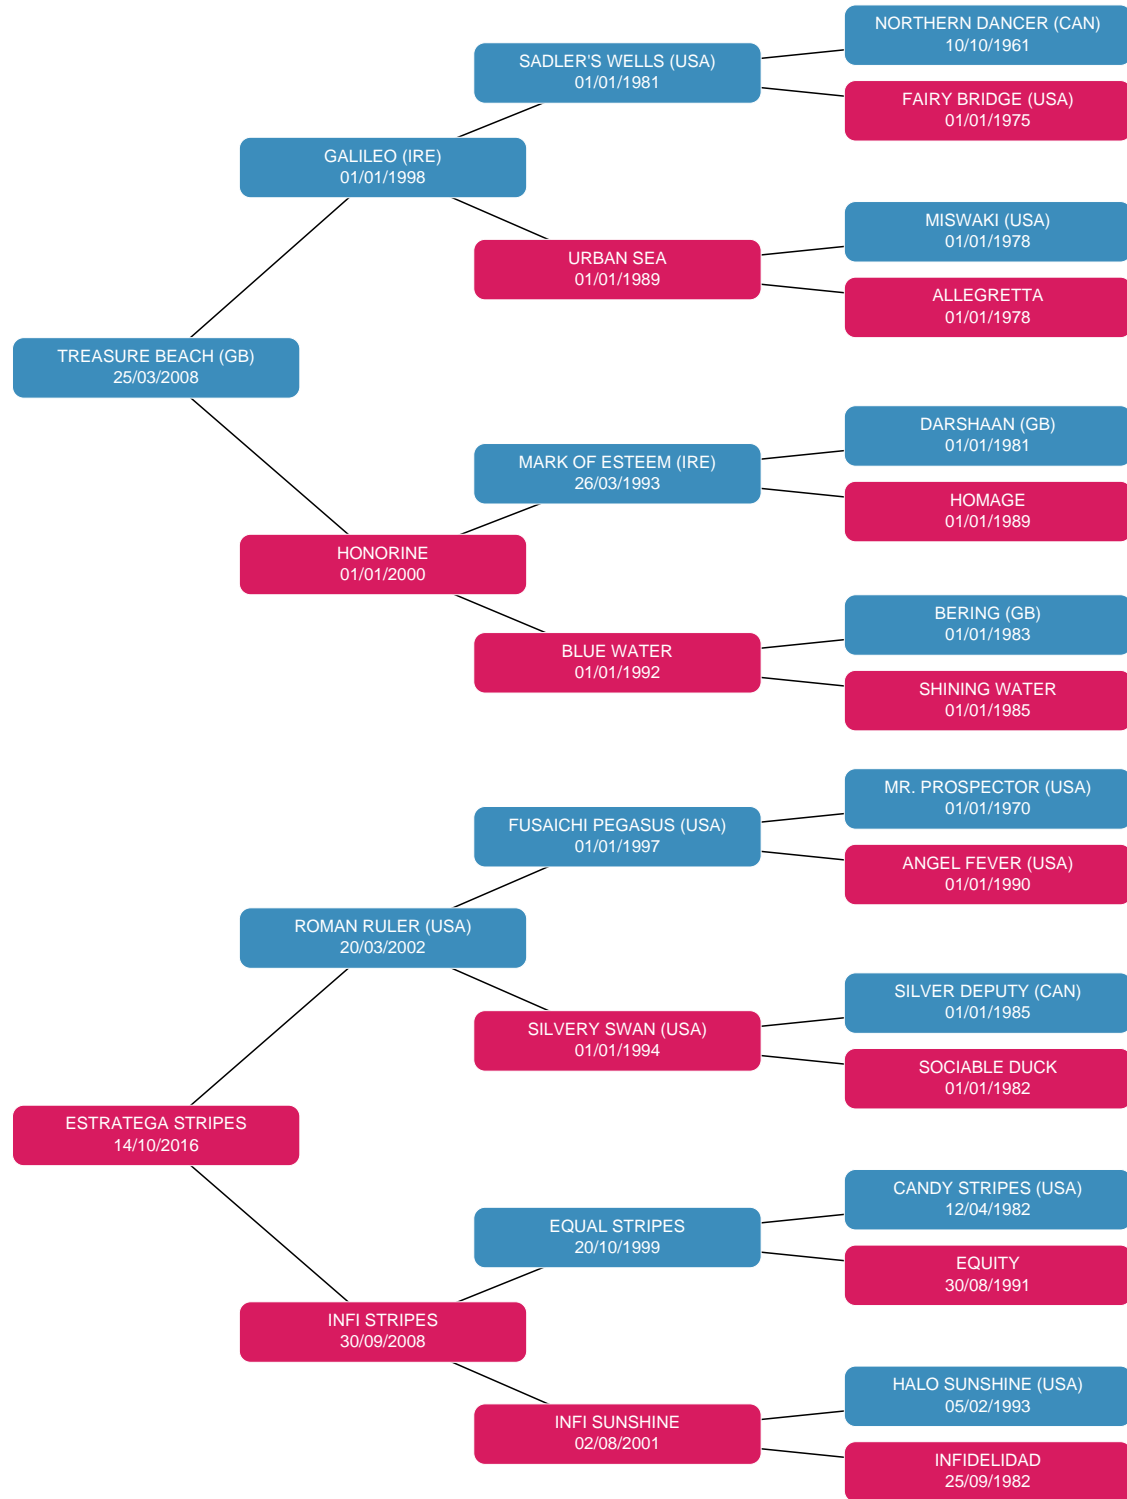 NORTHERN DANCER (CAN)
10/10/1961
SADLER'S WELLS (USA)
01/01/1981
FAIRY BRIDGE (USA)
01/01/1975
GALILEO (IRE)
01/01/1998
MISWAKI (USA)
01/01/1978
URBAN SEA
01/01/1989
ALLEGRETTA
01/01/1978
TREASURE BEACH (GB)
25/03/2008
DARSHAAN (GB)
01/01/1981
MARK OF ESTEEM (IRE)
26/03/1993
HOMAGE
01/01/1989
HONORINE
01/01/2000
BERING (GB)
01/01/1983
BLUE WATER
01/01/1992
SHINING WATER
01/01/1985
MR. PROSPECTOR (USA)
01/01/1970
FUSAICHI PEGASUS (USA)
01/01/1997
ANGEL FEVER (USA)
01/01/1990
ROMAN RULER (USA)
20/03/2002
SILVER DEPUTY (CAN)
01/01/1985
SILVERY SWAN (USA)
01/01/1994
SOCIABLE DUCK
01/01/1982
ESTRATEGA STRIPES
14/10/2016
CANDY STRIPES (USA)
12/04/1982
EQUAL STRIPES
20/10/1999
EQUITY
30/08/1991
INFI STRIPES
30/09/2008
HALO SUNSHINE (USA)
05/02/1993
INFI SUNSHINE
02/08/2001
INFIDELIDAD
25/09/1982